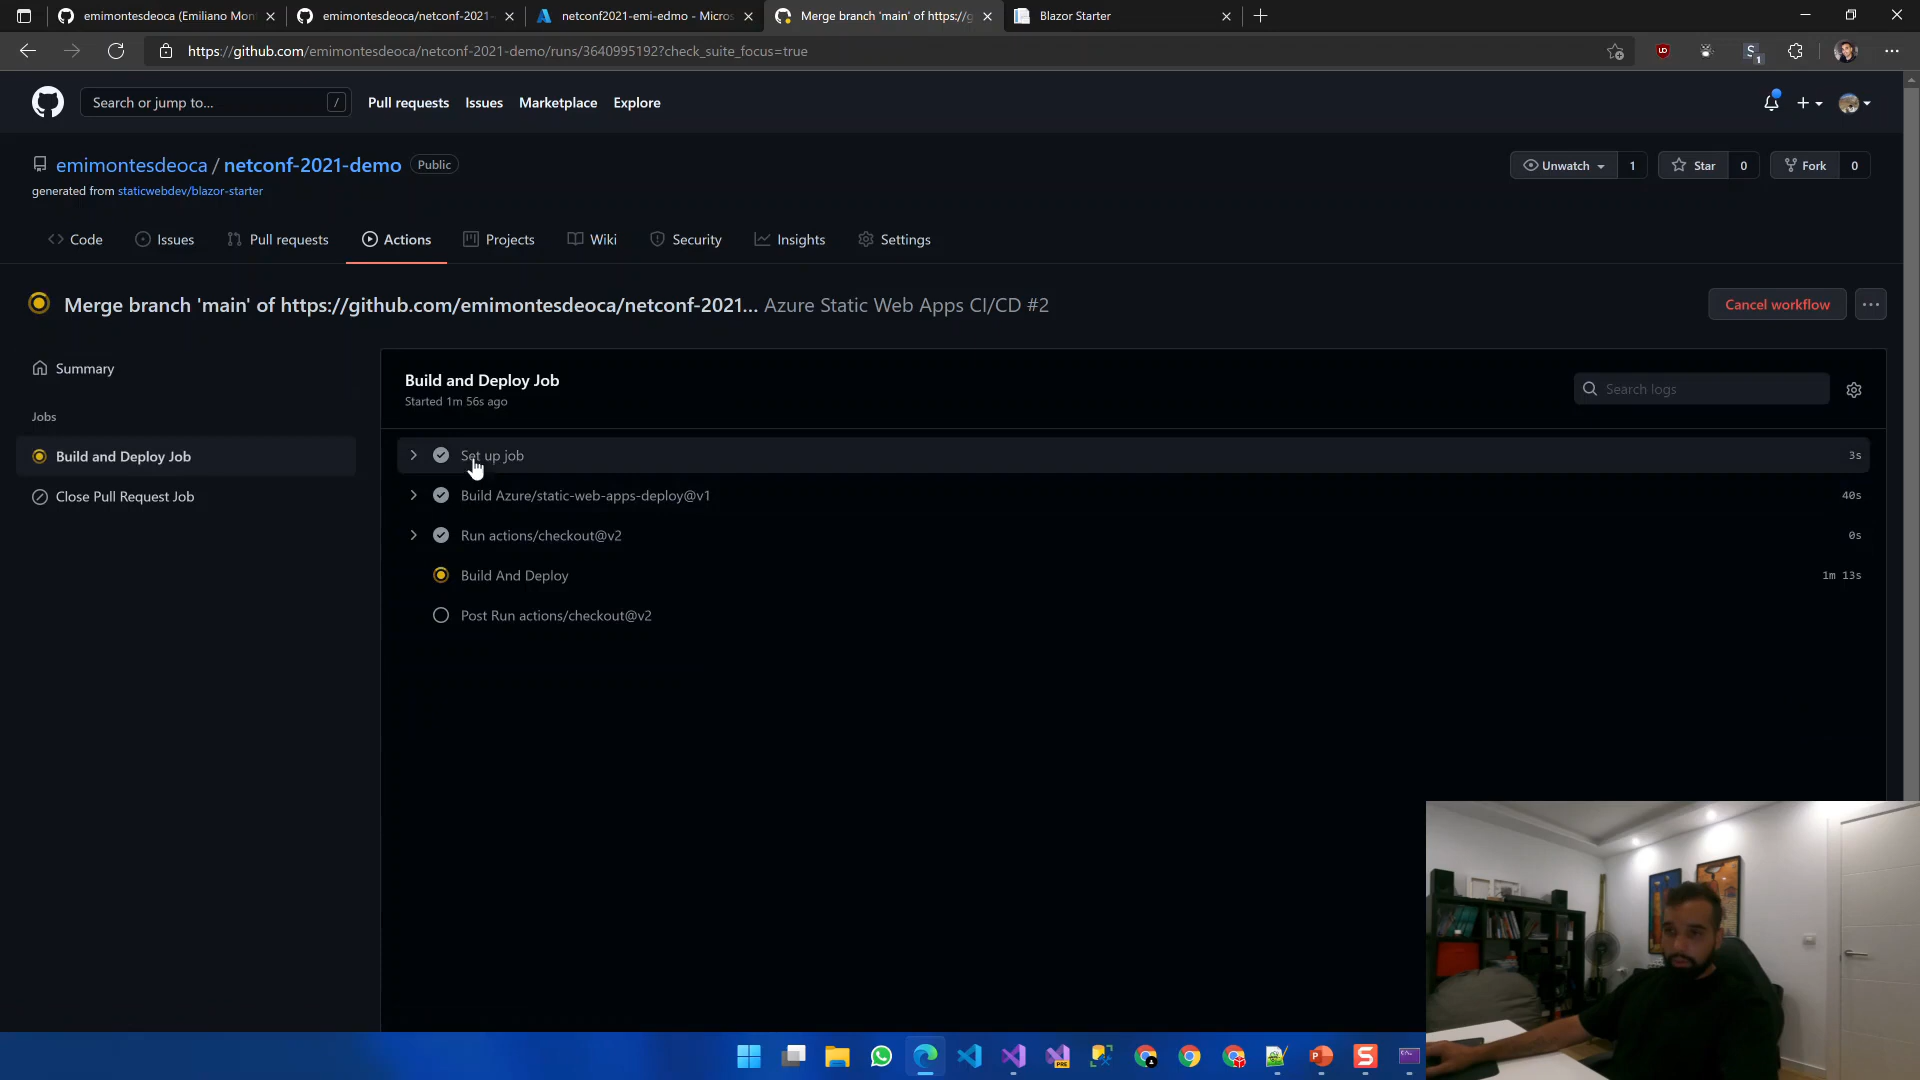 emimontesdeoca (Emiliano Mon
emimontesdeoca/netconf-2021-
netconf2021-emi-edmo - Micros
Merge branch 'main' of https://g
Blazor Starter
https://github.com/emimontesdeoca/netconf-2021-demo/runs/3640995192?check_suite_focus=true
Search or jump to...
/
Pull requests
Issues
Marketplace
Explore
emimontesdeoca / netconf-2021-demo
Public
Unwatch
1
Star
0
Fork
0
generated from staticwebdev/blazor-starter
Code
Issues
Pull requests
Actions
Projects
Wiki
Security
Insights
Settings
Merge branch 'main' of https://github.com/emimontesdeoca/netconf-2021... Azure Static Web Apps CI/CD #2
Cancel workflow
Summary
Jobs
Build and Deploy Job
Close Pull Request Job
Build and Deploy Job
Started 1m 56s ago
Search logs
Set up job
3s
Build Azure/static-web-apps-deploy@v1
40s
Run actions/checkout@v2
0s
Build And Deploy
1m 13s
Post Run actions/checkout@v2